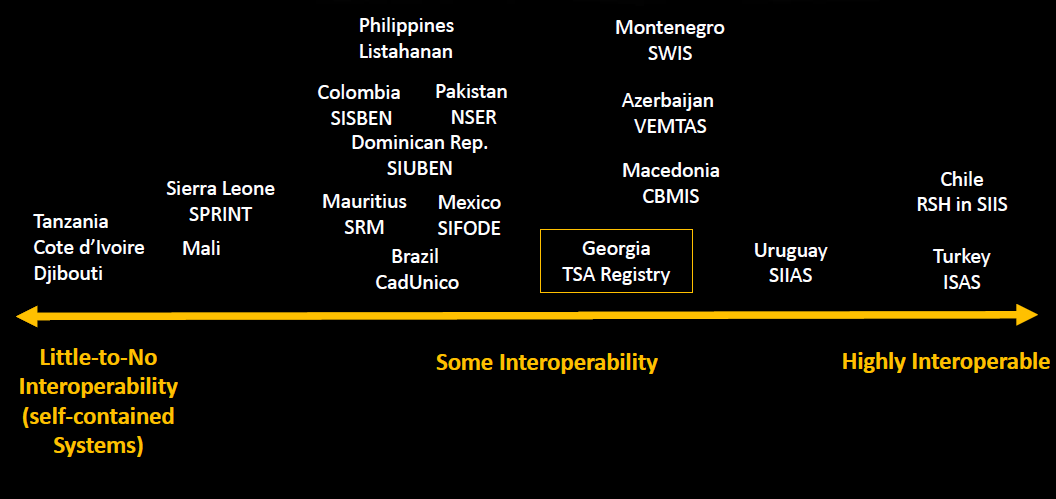 Philippines
Listahanan
Montenegro
SWIS
Colombia
SISBEN
Pakistan
NSER
Azerbaijan
VEMTAS
Dominican Rep.
SIUBEN
Macedonia
CBMIS
Chile
RSH in SIIS
Sierra Leone
SPRINT
Mauritius
SRM
Mexico
SIFODE
Tanzania
Cote d'Ivoire
Djibouti
Mali
Brazil
CadUnico
Georgia
TSA Registry
Uruguay
SIIAS
Turkey
ISAS
Little-to-No
Interoperability
(self-contained
Systems)
Some Interoperability
Highly Interoperable